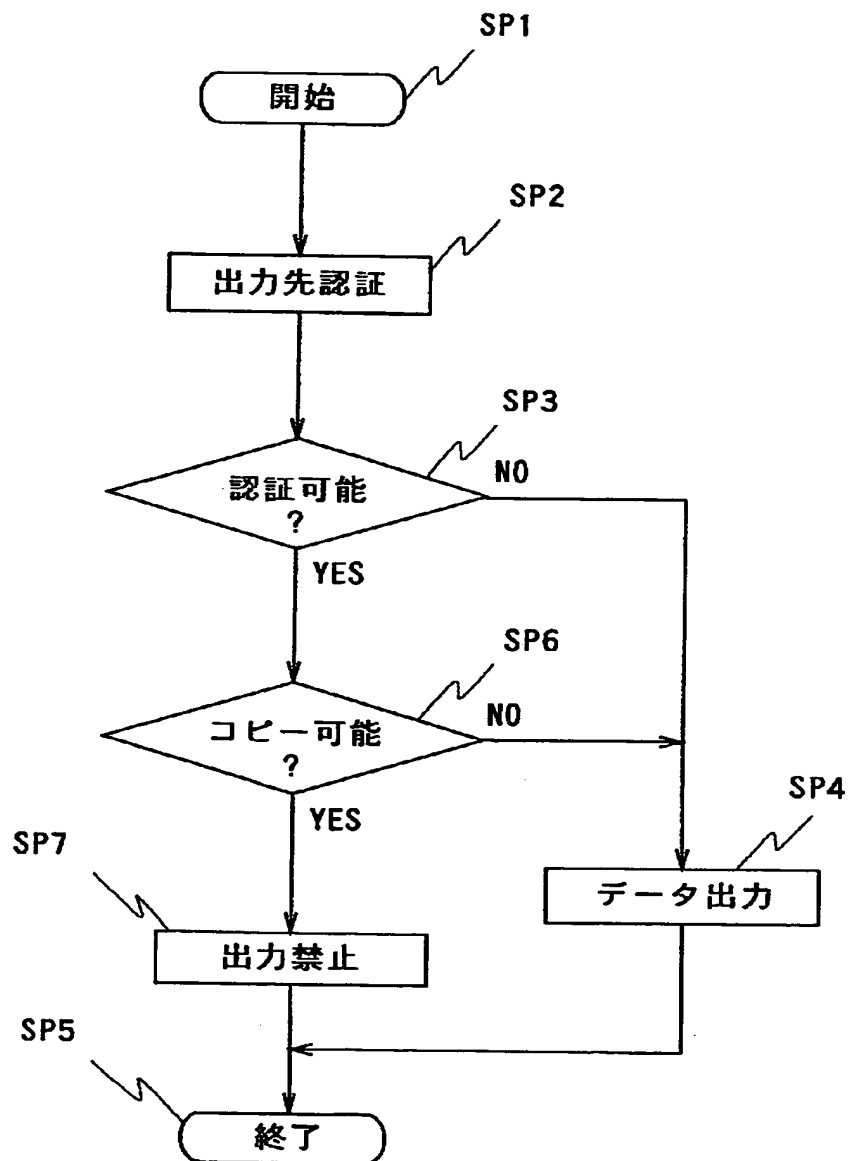 SP1
開始
SP2
出力先認証
SP3
認証可能
?
NO
YES
SP6
コピー可能
?
NO
YES
SP4
データ出力
SP7
出力禁止
SP5
終了